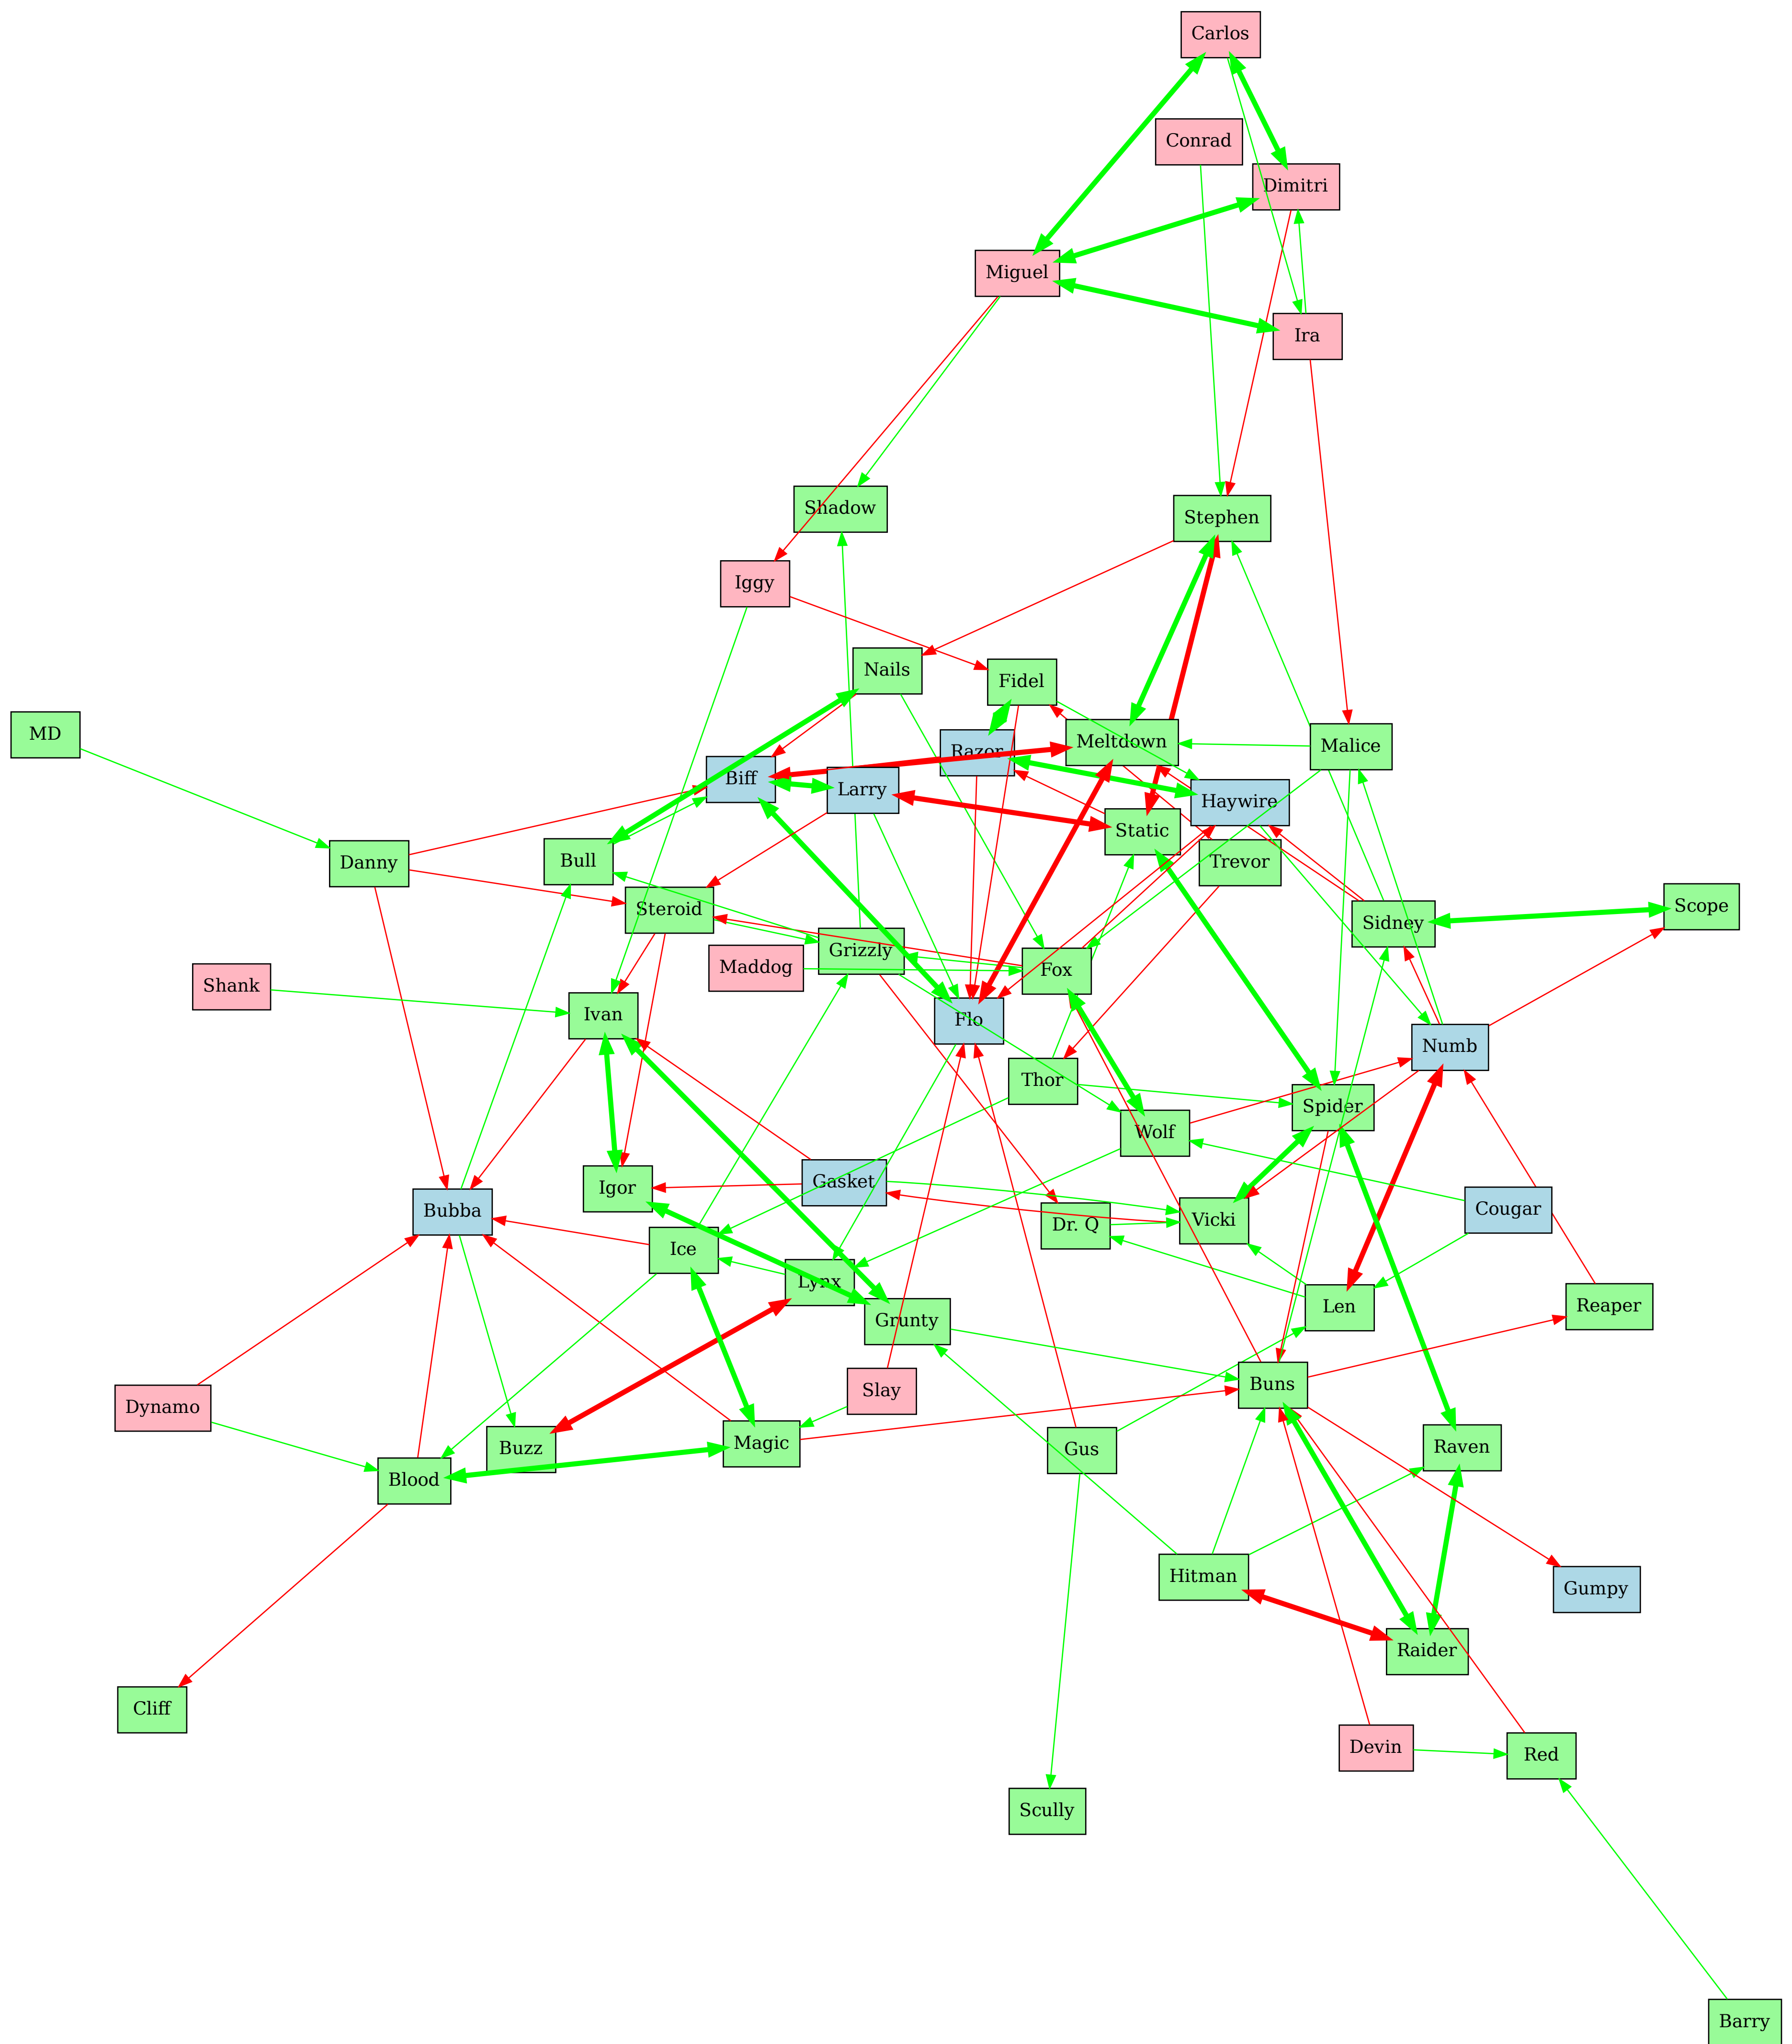 Carlos
Conrad
Dimitri
Miguel
Ira
Shadow
Stephen
Iggy
Nails
Fidel
MD
Meltdown
Malice
Razor
Biff
Larry
Haywire
Static
Danny
Bull
Trevor
Steroid
Scope
Sidney
Grizzly
Maddog
Fox
Shank
Ivan
Flo
Numb
Thor
Spider
Wolf
Igor
Gasket
Bubba
Cougar
Vicki
Dr. Q
Ice
Lynx
Len
Reaper
Grunty
Buns
Slay
Dynamo
Magic
Buzz
Gus
Raven
Blood
Hitman
Gumpy
Raider
Cliff
Devin
Red
Scully
Barry